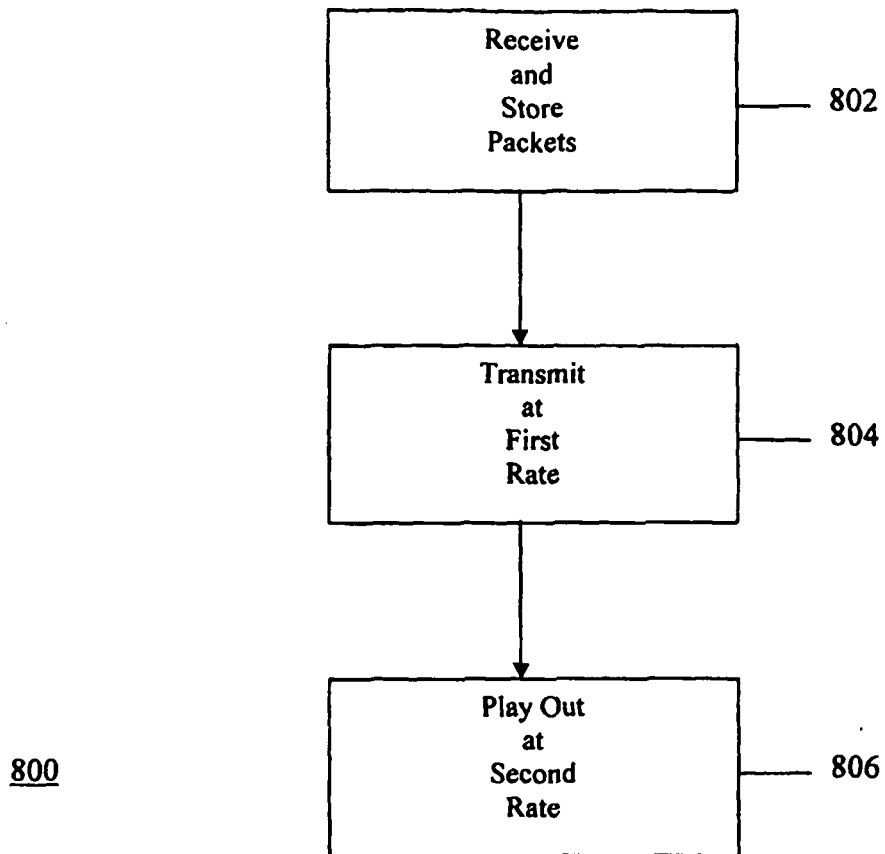 Receive
and
Store
Packets
802
Transmit
at
First
Rate
804
Play Out
at
Second
Rate
806
800